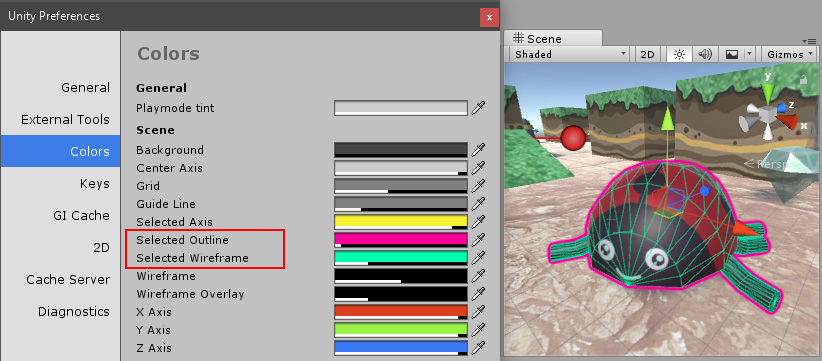 Unity Preferences
x
General
External Tools
Colors
Keys
GI Cache
2D
Cache Server
Diagnostics
Colors
General
Playmode tint
Scene
Background
Center Axis
Grid
Guide Line
Selected Axis
Selected Outline
Selected Wireframe
Wireframe
Wireframe Overlay
X Axis
Y Axis
Z Axis
Scene
Shaded 2D Gizmos
y
z
x
Persp